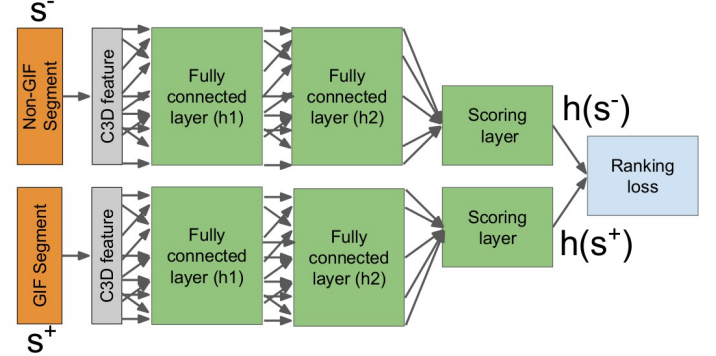 s-
Non-GIF
Segment
C3D feature
Fully
connected
layer (h1)
Fully
connected
layer (h2)
Scoring
layer
h(s-)
Ranking
loss
GIF Segment
s+
C3D feature
Fully
connected
layer (h1)
Fully
connected
layer (h2)
Scoring
layer
h(s+)